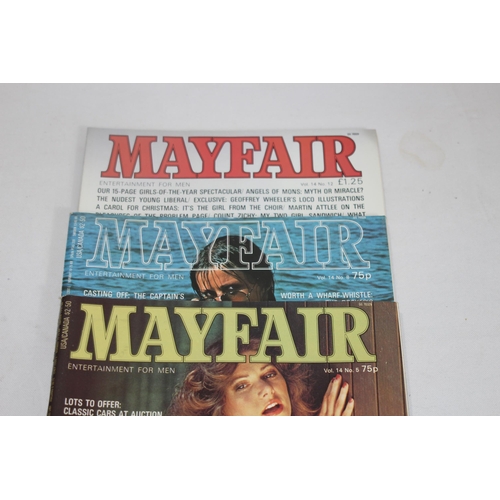 MAYFAIR
ENTERTAINMENT FOR MEN
Vol. 14 No. 12 £1.25
OUR 15-PAGE GIRLS-OF-THE-YEAR SPECTACULAR/ ANGELS OF MONS: MYTH OR MIRACLE?
THE NUDEST YOUNG LIBERAL/ EXCLUSIVE: GEOFFREY WHEELER'S LOCO ILLUSTRATIONS
A CAROL FOR CHRISTMAS: IT'S THE GIRL FROM THE CHOIR/ MARTIN ATTLEE ON THE
OF THE PROBLEM PAGE/ COUNT ZICHY/ MY TWO GIRL SANDWICH/ WHAT
MAYFAIR
ENTERTAINMENT FOR MEN
Vol. 14 No. 75p
CASTING OFF: THE CAPTAIN'S
WORTH A WHARF-WHISTLE
USA/CANADA $2.50
MAYFAIR
ENTERTAINMENT FOR MEN
Vol. 14 No. 6 75p
LOTS TO OFFER:
CLASSIC CARS AT AUCTION